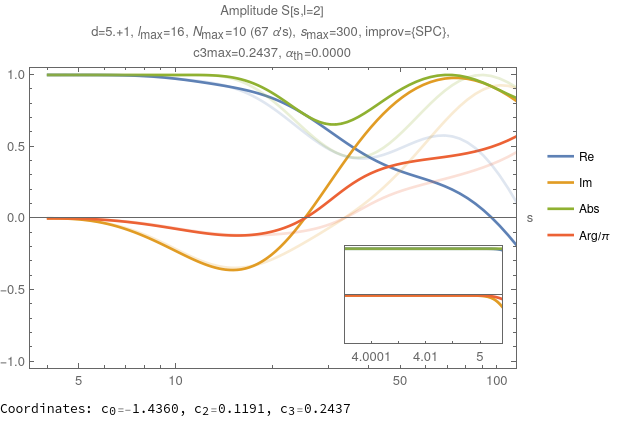 Amplitude S[s,l=2]
d=5.+1, lmax=16, Nmax=10 (67 α's), smax=300, improv={SPC},
c3max=0.2437, αth=0.0000
1.0
0.5
0.0
−0.5
−1.0
5
10
50
100
s
Re
Im
Abs
Arg/π
4.0001
4.01
5
Coordinates: c0=-1.4360, c2=0.1191, c3=0.2437